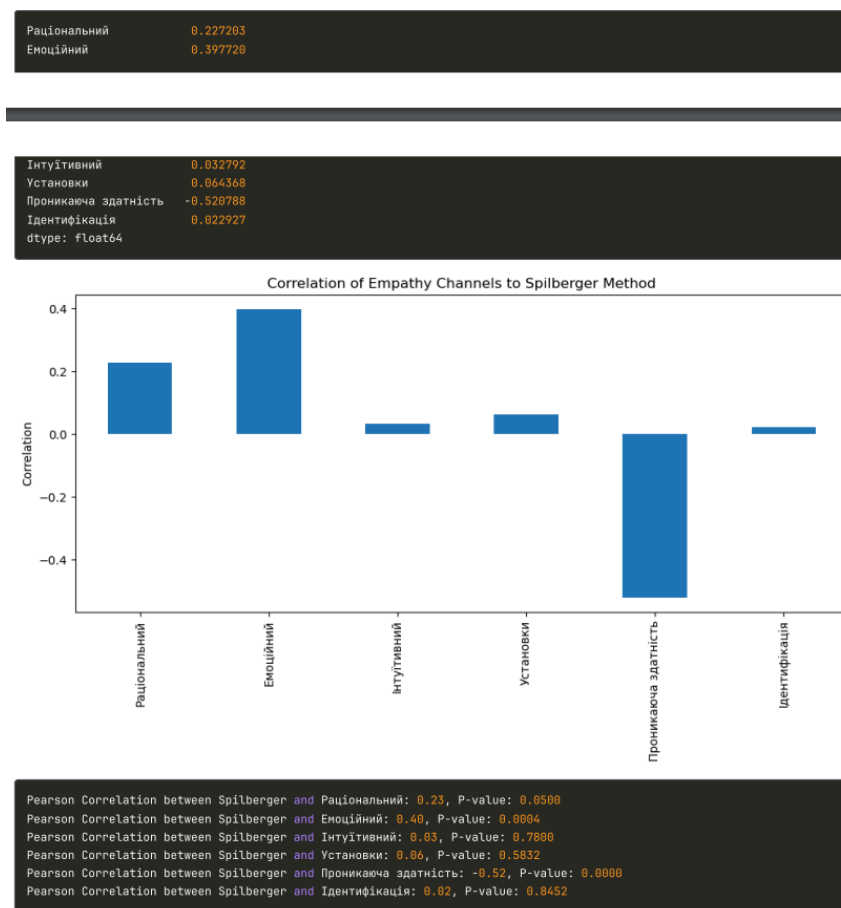 Раціональний 0.227203
Емоційний 0.397720
Інтуїтивний 0.032792
Установки 0.064368
Проникаюча здатність -0.520788
Ідентифікація 0.022927
dtype: float64
Correlation of Empathy Channels to Spilberger Method
0.4
0.2
0.0
−0.2
−0.4
Correlation
Раціональний
Емоційний
Інтуїтивний
Установки
Проникаюча здатність
Ідентифікація
Pearson Correlation between Spilberger and Раціональний: 0.23, P-value: 0.0500
Pearson Correlation between Spilberger and Емоційний: 0.40, P-value: 0.0004
Pearson Correlation between Spilberger and Інтуїтивний: 0.03, P-value: 0.7800
Pearson Correlation between Spilberger and Установки: 0.06, P-value: 0.5832
Pearson Correlation between Spilberger and Проникаюча здатність: -0.52, P-value: 0.0000
Pearson Correlation between Spilberger and Ідентифікація: 0.02, P-value: 0.8452